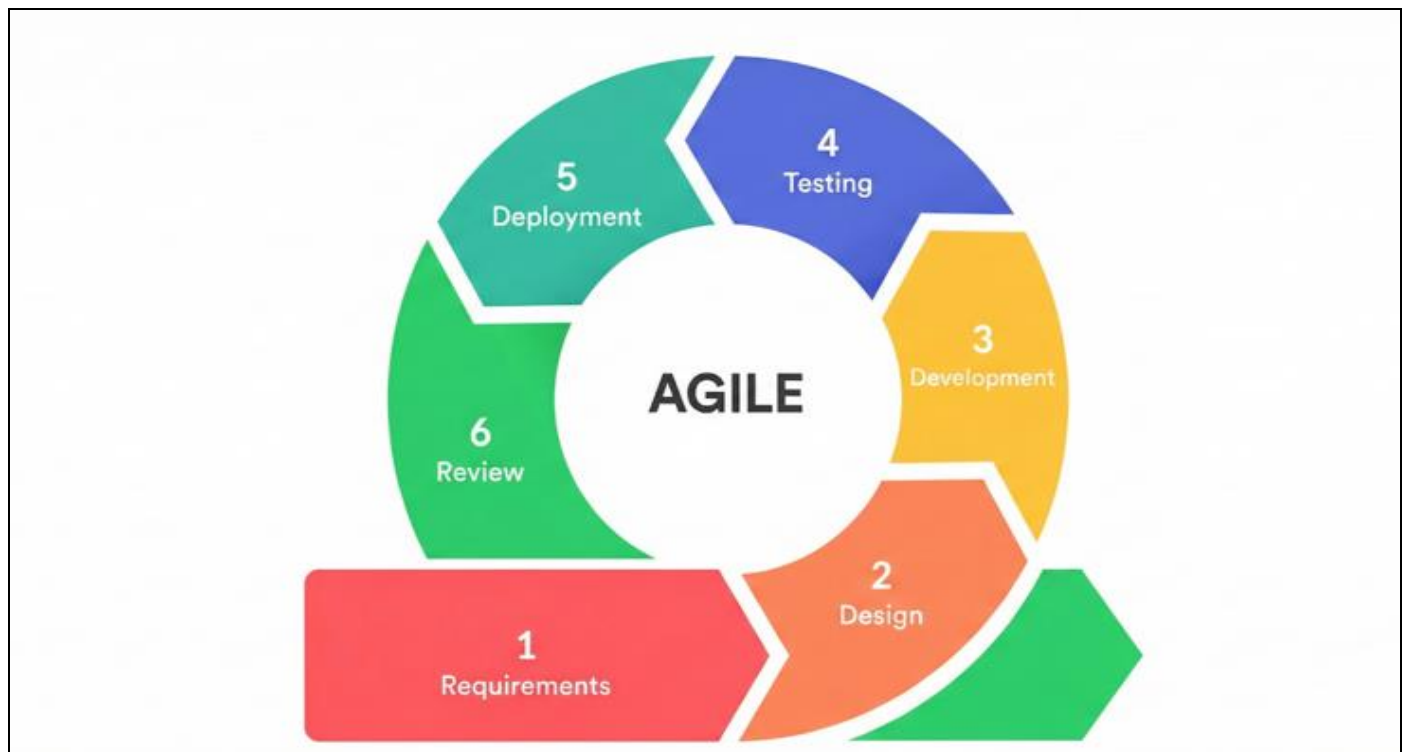 4
Testing
5
Deployment
3
Development
AGILE
6
Review
2
Design
1
Requirements